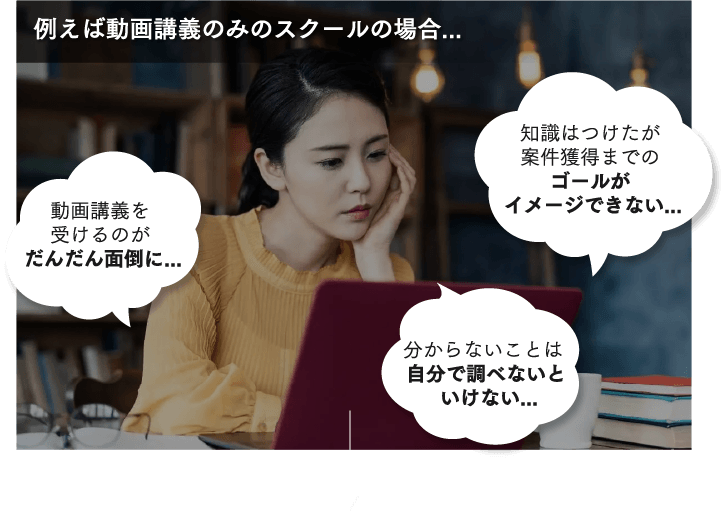 例えば動画講義のみのスクールの場合...
知識はつけたが
案件獲得までの
ゴールが
イメージできない...
動画講義を
受けるのが
だんだん面倒に...
分からないことは
自分で調べないと
いけない...